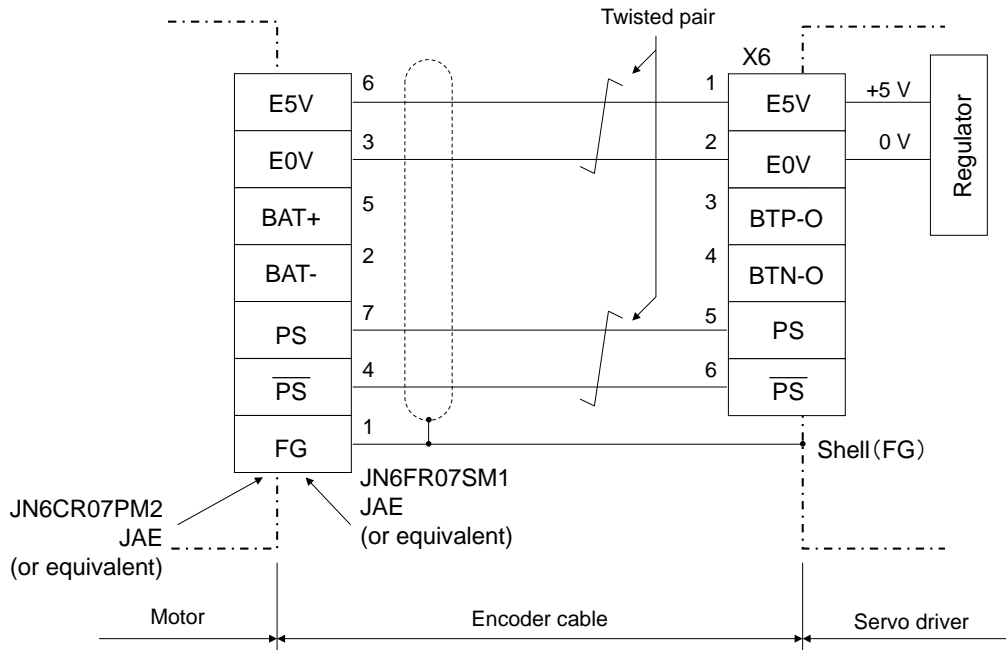 Twisted pair
X6
E5V
6
1
E5V
+5 V
E0V
3
2
E0V
0 V
Regulator
BAT+
5
3
BTP-O
BAT-
2
4
BTN-O
PS
7
5
PS
P̅S̅
4
6
P̅S̅
FG
1
Shell（FG）
JN6CR07PM2
JAE
(or equivalent)
JN6FR07SM1
JAE
(or equivalent)
Motor
Encoder cable
Servo driver